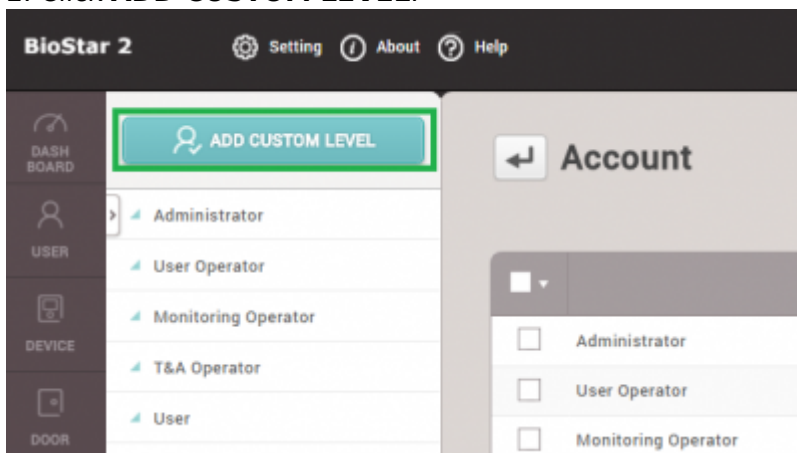 1. Click ADD CUSTOM LEVEL.
BioStar 2
Setting
About
Help
DASH
BOARD
USER
DEVICE
DOOR
ADD CUSTOM LEVEL
Administrator
User Operator
Monitoring Operator
T&A Operator
User
Account
Administrator
User Operator
Monitoring Operator